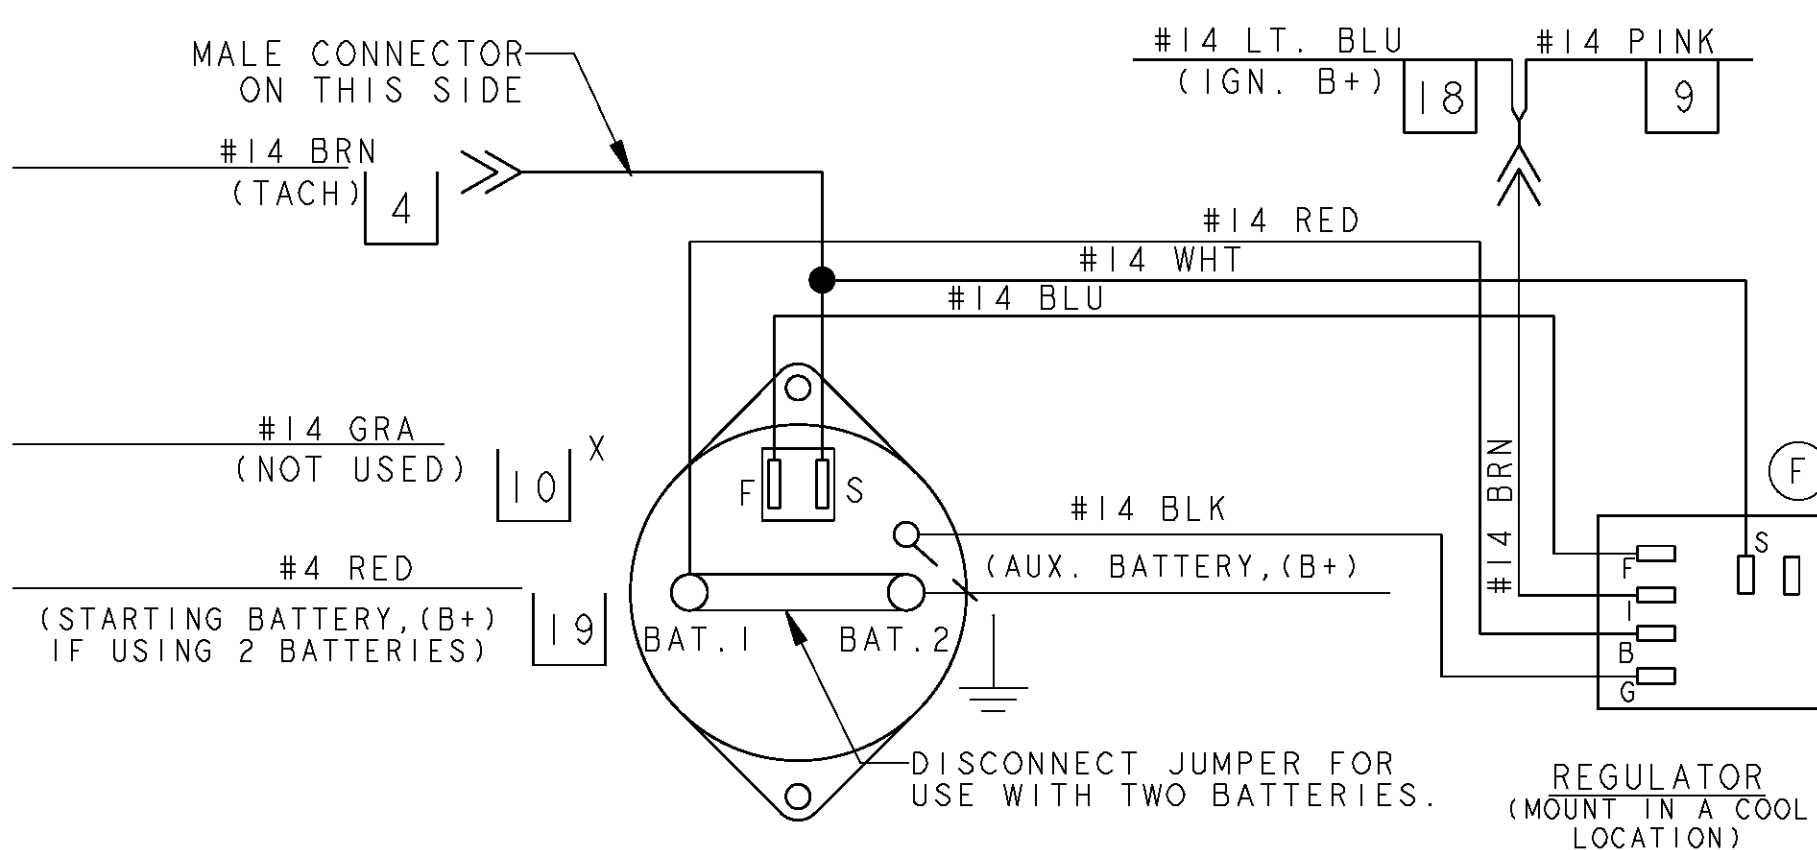 MALE CONNECTOR
ON THIS SIDE
#14 LT. BLU
(IGN. B+)
18
#14 PINK
9
#14 BRN
(TACH)
4
#14 RED
#14 WHT
#14 BLU
#14 GRA
(NOT USED)
10
X
F
S
#14 BLK
#14 BRN
F
S
(AUX. BATTERY,(B+)
#4 RED
(STARTING BATTERY,(B+)
IF USING 2 BATTERIES)
19
BAT.1
BAT.2
F
I
B
G
DISCONNECT JUMPER FOR
USE WITH TWO BATTERIES.
REGULATOR
(MOUNT IN A COOL
LOCATION)